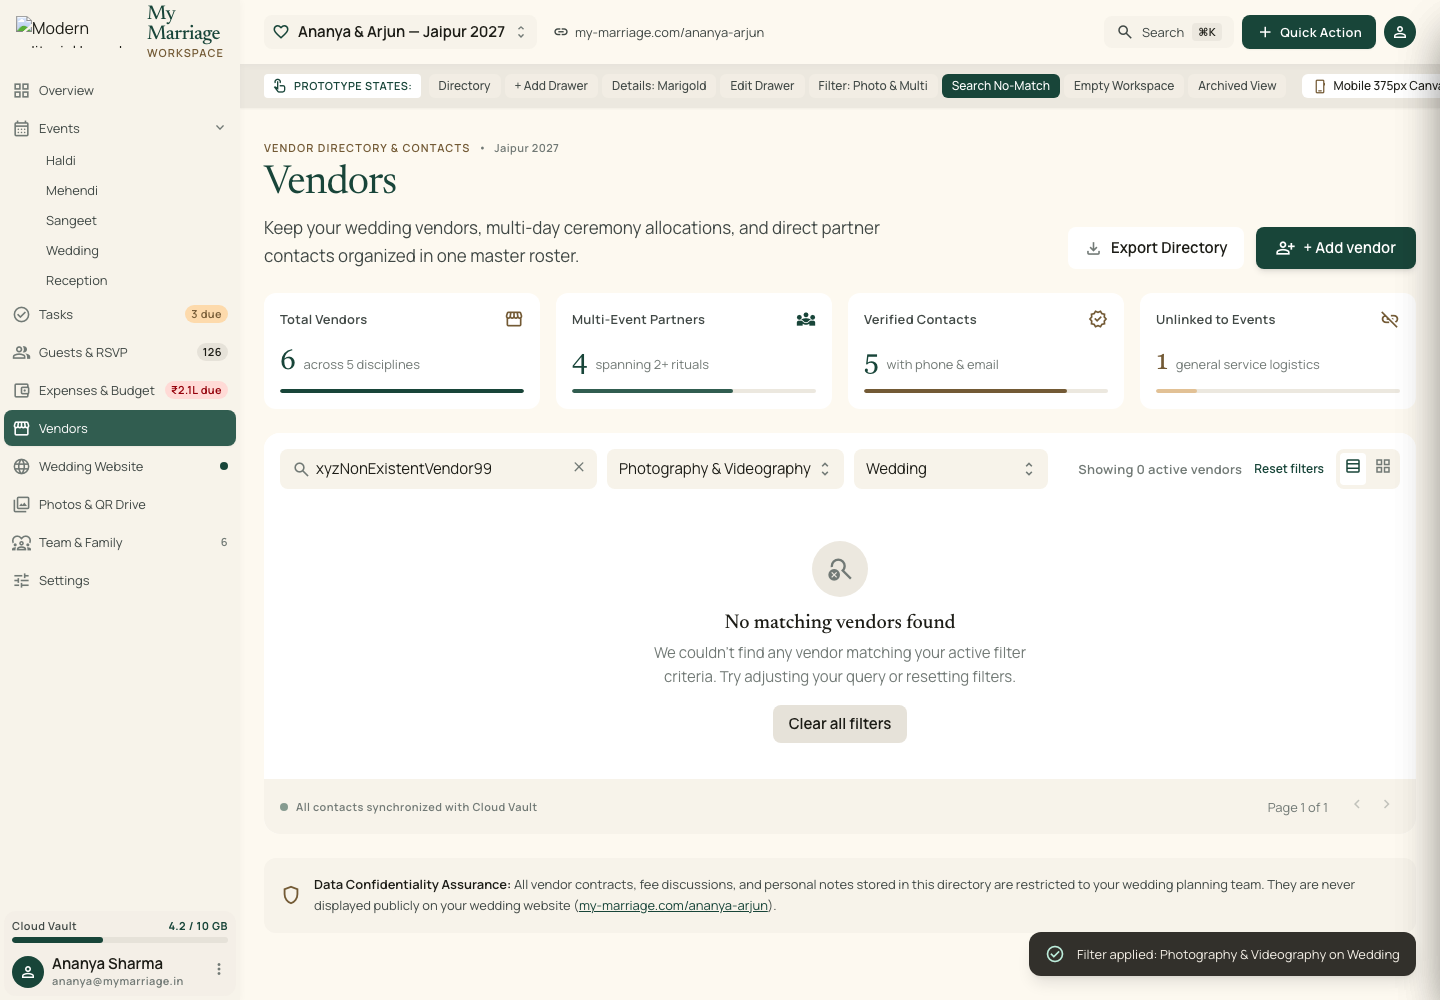 Modern
My
Marriage
WORKSPACE
Overview
Events
Haldi
Mehendi
Sangeet
Wedding
Reception
Tasks 3 due
Guests & RSVP 126
Expenses & Budget ₹2.1L due
Vendors
Wedding Website
Photos & QR Drive
Team & Family 6
Settings
Cloud Vault 4.2 / 10 GB
Ananya Sharma
ananya@mymarriage.in
Ananya & Arjun — Jaipur 2027
my-marriage.com/ananya-arjun
Search ⌘K
Quick Action
PROTOTYPE STATES: Directory + Add Drawer Details: Marigold Edit Drawer Filter: Photo & Multi Search No-Match Empty Workspace Archived View Mobile 375px
VENDOR DIRECTORY & CONTACTS • Jaipur 2027
Vendors
Keep your wedding vendors, multi-day ceremony allocations, and direct partner
contacts organized in one master roster.
Export Directory
+ Add vendor
Total Vendors
6 across 5 disciplines
Multi-Event Partners
4 spanning 2+ rituals
Verified Contacts
5 with phone & email
Unlinked to Events
1 general service logistics
xyzNonExistentVendor99
Photography & Videography
Wedding
Showing 0 active vendors
Reset filters
No matching vendors found
We couldn't find any vendor matching your active filter
criteria. Try adjusting your query or resetting filters.
Clear all filters
All contacts synchronized with Cloud Vault
Page 1 of 1
Data Confidentiality Assurance: All vendor contracts, fee discussions, and personal notes stored in this directory are restricted to your wedding planning team. They are never
displayed publicly on your wedding website (my-marriage.com/ananya-arjun).
Filter applied: Photography & Videography on Wedding